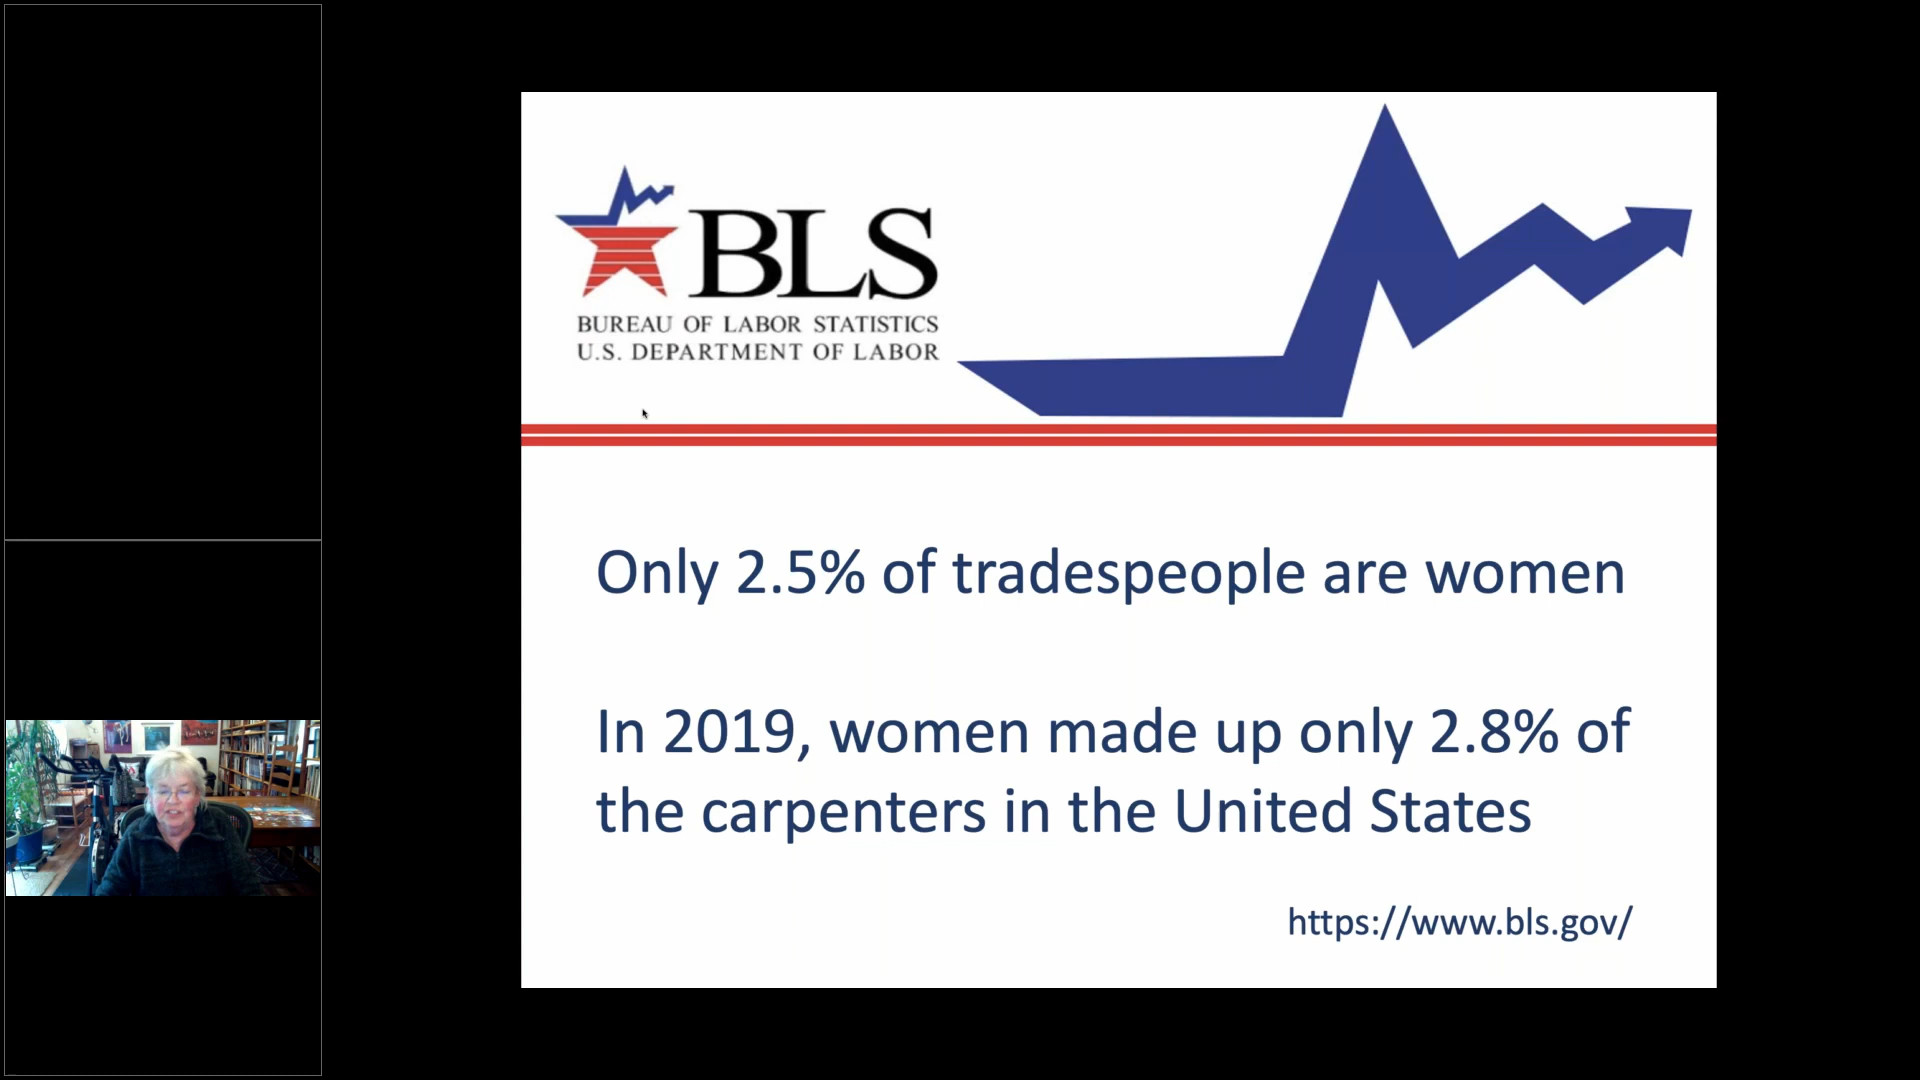 BLS
BUREAU OF LABOR STATISTICS
U.S. DEPARTMENT OF LABOR
Only 2.5% of tradespeople are women
In 2019, women made up only 2.8% of
the carpenters in the United States
https://www.bls.gov/